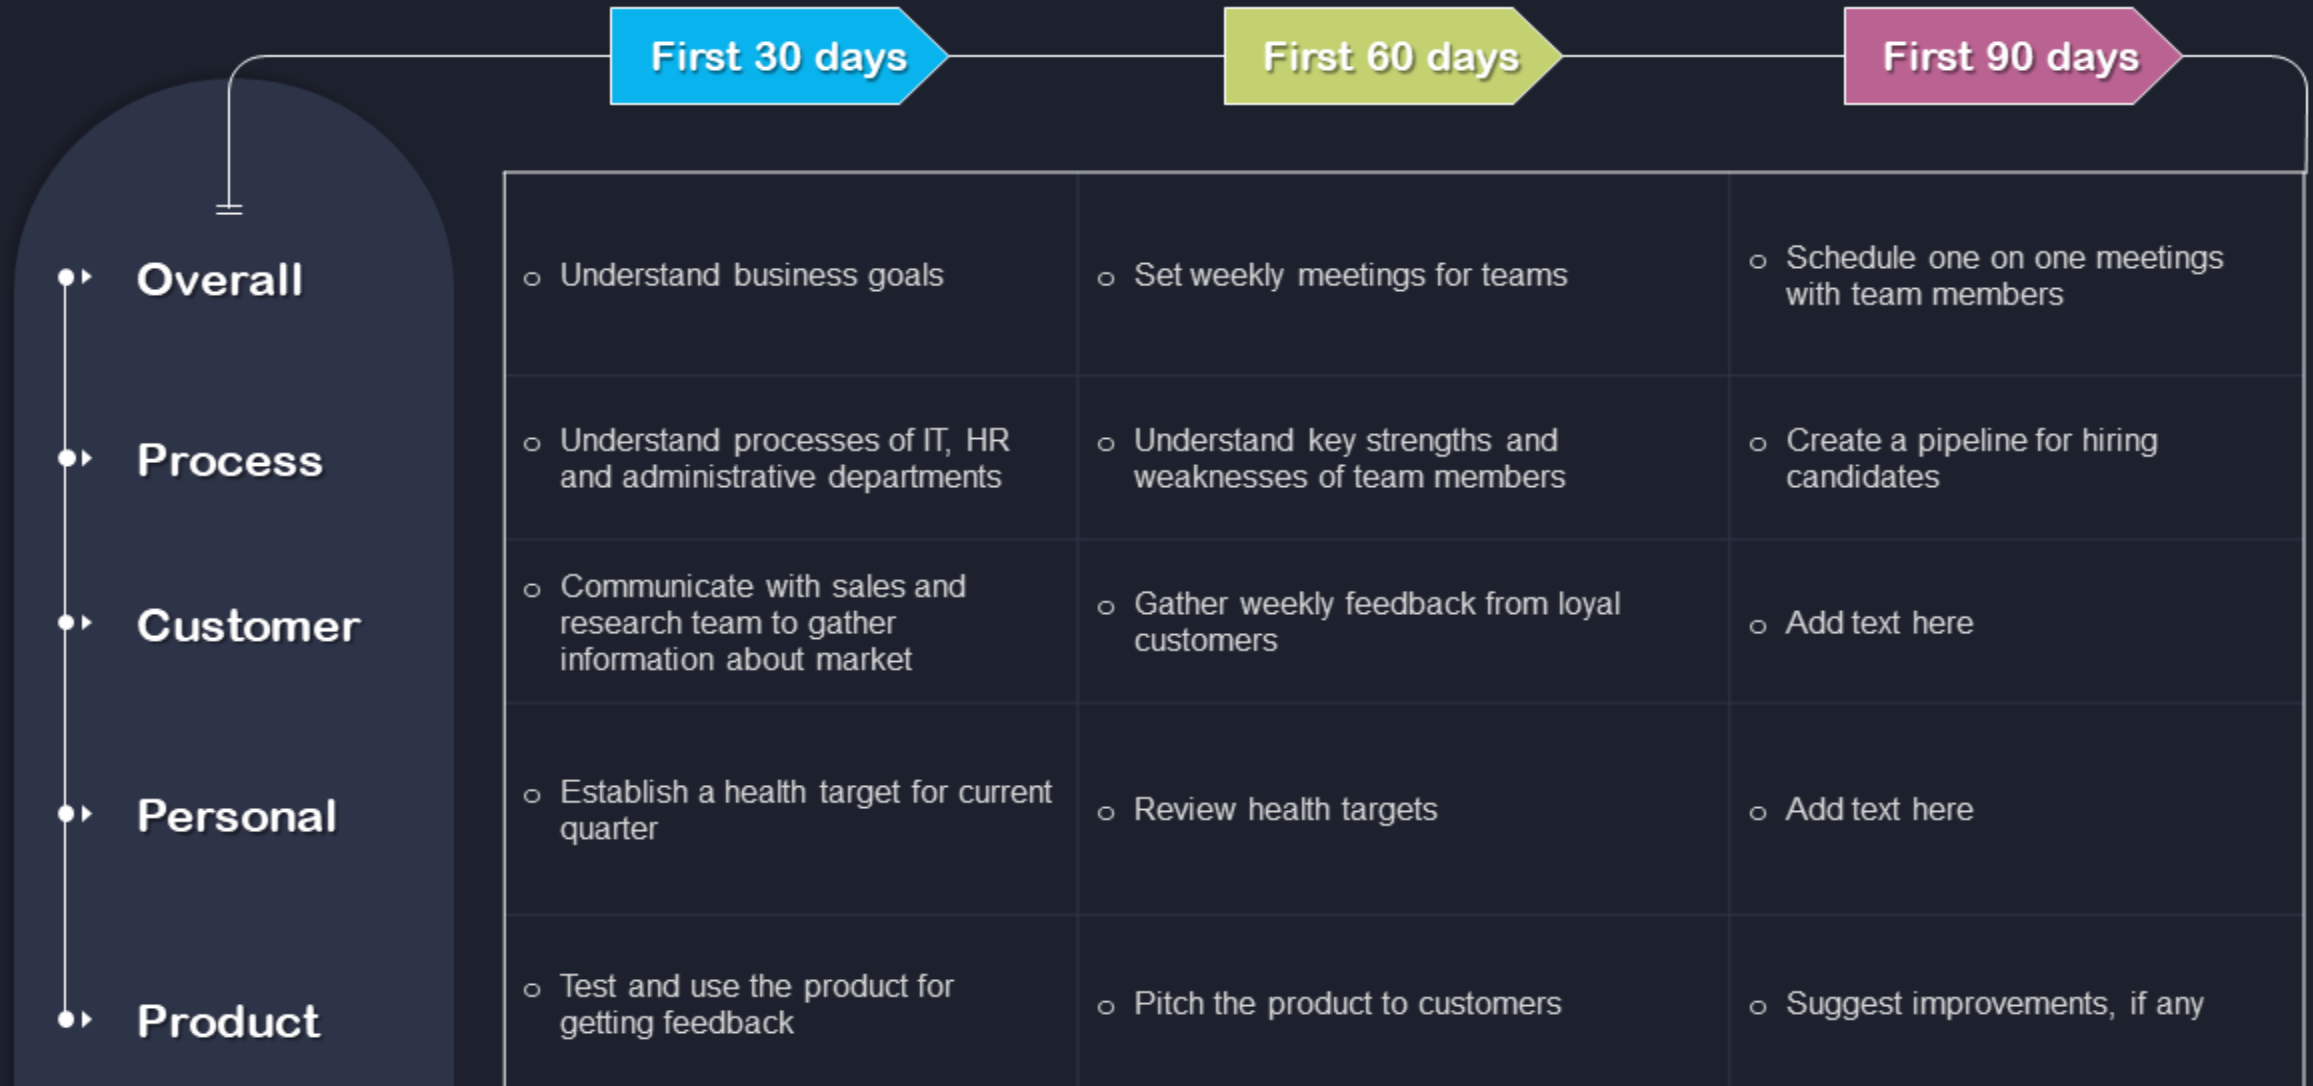 First 30 days
First 60 days
First 90 days
Overall
Understand business goals
Set weekly meetings for teams
Schedule one on one meetings
with team members
Process
Understand processes of IT, HR
and administrative departments
Understand key strengths and
weaknesses of team members
Create a pipeline for hiring
candidates
Customer
Communicate with sales and
research team to gather
information about market
Gather weekly feedback from loyal
customers
Add text here
Personal
Establish a health target for current
quarter
Review health targets
Add text here
Product
Test and use the product for
getting feedback
Pitch the product to customers
Suggest improvements, if any